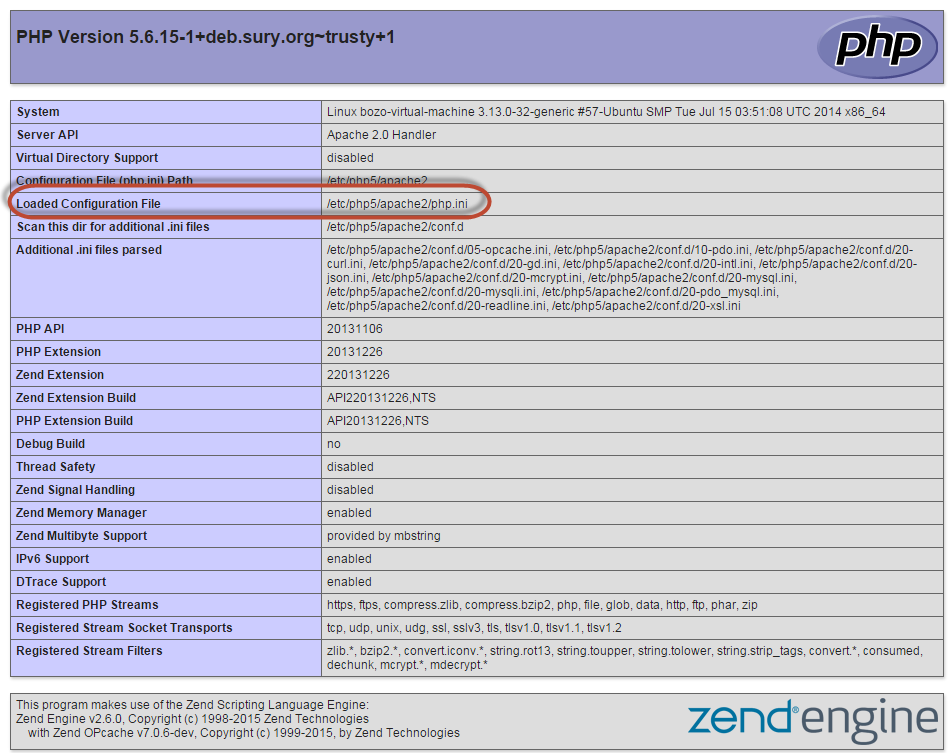 PHP Version 5.6.15-1+deb.sury.org~trusty+1
php
System Linux bozo-virtual-machine 3.13.0-32-generic #57-Ubuntu SMP Tue Jul 15 03:51:08 UTC 2014 x86_64
Server API Apache 2.0 Handler
Virtual Directory Support disabled
Configuration File (php.ini) Path /etc/php5/apache2
Loaded Configuration File /etc/php5/apache2/php.ini
Scan this dir for additional .ini files /etc/php5/apache2/conf.d
Additional .ini files parsed /etc/php5/apache2/conf.d/05-opcache.ini, /etc/php5/apache2/conf.d/10-pdo.ini, /etc/php5/apache2/conf.d/20-
curl.ini, /etc/php5/apache2/conf.d/20-gd.ini, /etc/php5/apache2/conf.d/20-intl.ini, /etc/php5/apache2/conf.d/20-
json.ini, /etc/php5/apache2/conf.d/20-mcrypt.ini, /etc/php5/apache2/conf.d/20-mysql.ini,
/etc/php5/apache2/conf.d/20-mysqli.ini, /etc/php5/apache2/conf.d/20-pdo_mysql.ini,
/etc/php5/apache2/conf.d/20-readline.ini, /etc/php5/apache2/conf.d/20-xsl.ini
PHP API 20131106
PHP Extension 20131226
Zend Extension 220131226
Zend Extension Build API220131226,NTS
PHP Extension Build API20131226,NTS
Debug Build no
Thread Safety disabled
Zend Signal Handling disabled
Zend Memory Manager enabled
Zend Multibyte Support provided by mbstring
IPv6 Support enabled
DTrace Support enabled
Registered PHP Streams https, ftps, compress.zlib, compress.bzip2, php, file, glob, data, http, ftp, phar, zip
Registered Stream Socket Transports tcp, udp, unix, udg, ssl, sslv3, tls, tlsv1.0, tlsv1.1, tlsv1.2
Registered Stream Filters zlib.*, bzip2.*, convert.iconv.*, string.rot13, string.toupper, string.tolower, string.strip_tags, convert.*, consumed,
dechunk, mcrypt.*, mdecrypt.*
This program makes use of the Zend Scripting Language Engine:
Zend Engine v2.6.0, Copyright (c) 1998-2015 Zend Technologies
with Zend OPcache v7.0.6-dev, Copyright (c) 1999-2015, by Zend Technologies
zend® engine